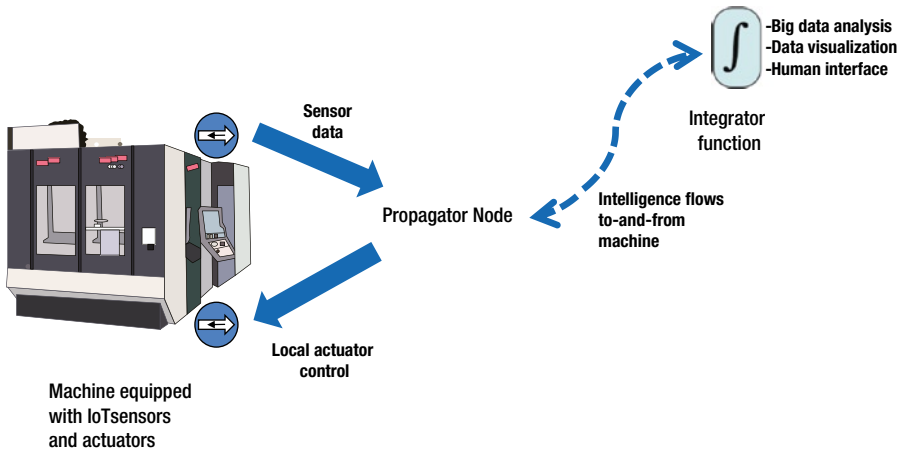 -Big data analysis
-Data visualization
-Human interface
∫
Integrator
function
Sensor
data
Propagator Node
Intelligence flows
to-and-from
machine
Local actuator
control
Machine equipped
with IoTsensors
and actuators